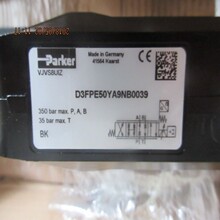 Parker
Made in Germany
41564 Kaarst
VJVSBUIZ
D3FPE50YA9NB0039
350 bar max. P, A, B
35 bar max. T
BK